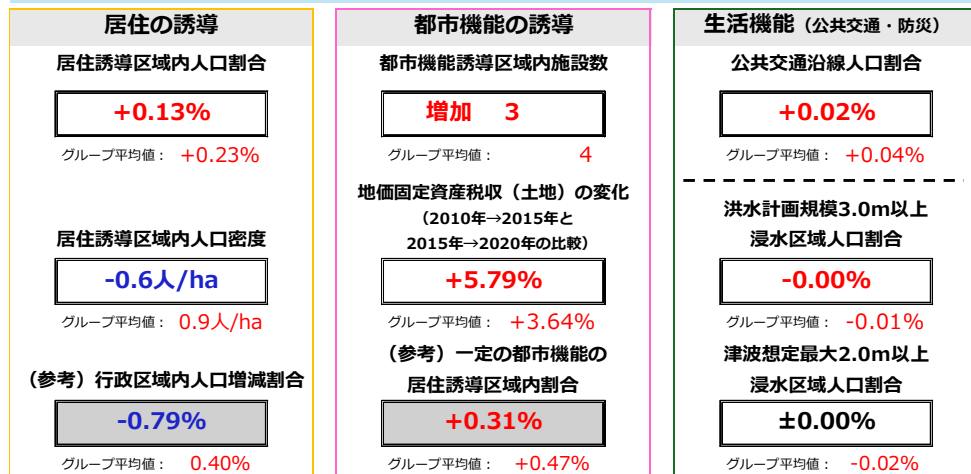 居住の誘導
居住誘導区域内人口割合
+0.13%
グループ平均値： +0.23%
居住誘導区域内人口密度
-0.6人/ha
グループ平均値： 0.9人/ha
（参考）行政区域内人口増減割合
-0.79%
グループ平均値： 0.40%
都市機能の誘導
都市機能誘導区域内施設数
増加 3
グループ平均値： 4
地価固定資産税収（土地）の変化
（2010年→2015年と
2015年→2020年の比較）
+5.79%
グループ平均値： +3.64%
（参考）一定の都市機能の
居住誘導区域内割合
+0.31%
グループ平均値： +0.47%
生活機能（公共交通・防災）
公共交通沿線人口割合
+0.02%
グループ平均値： +0.04%
洪水計画規模3.0m以上
浸水区域人口割合
-0.00%
グループ平均値： -0.01%
津波想定最大2.0m以上
浸水区域人口割合
±0.00%
グループ平均値： -0.02%